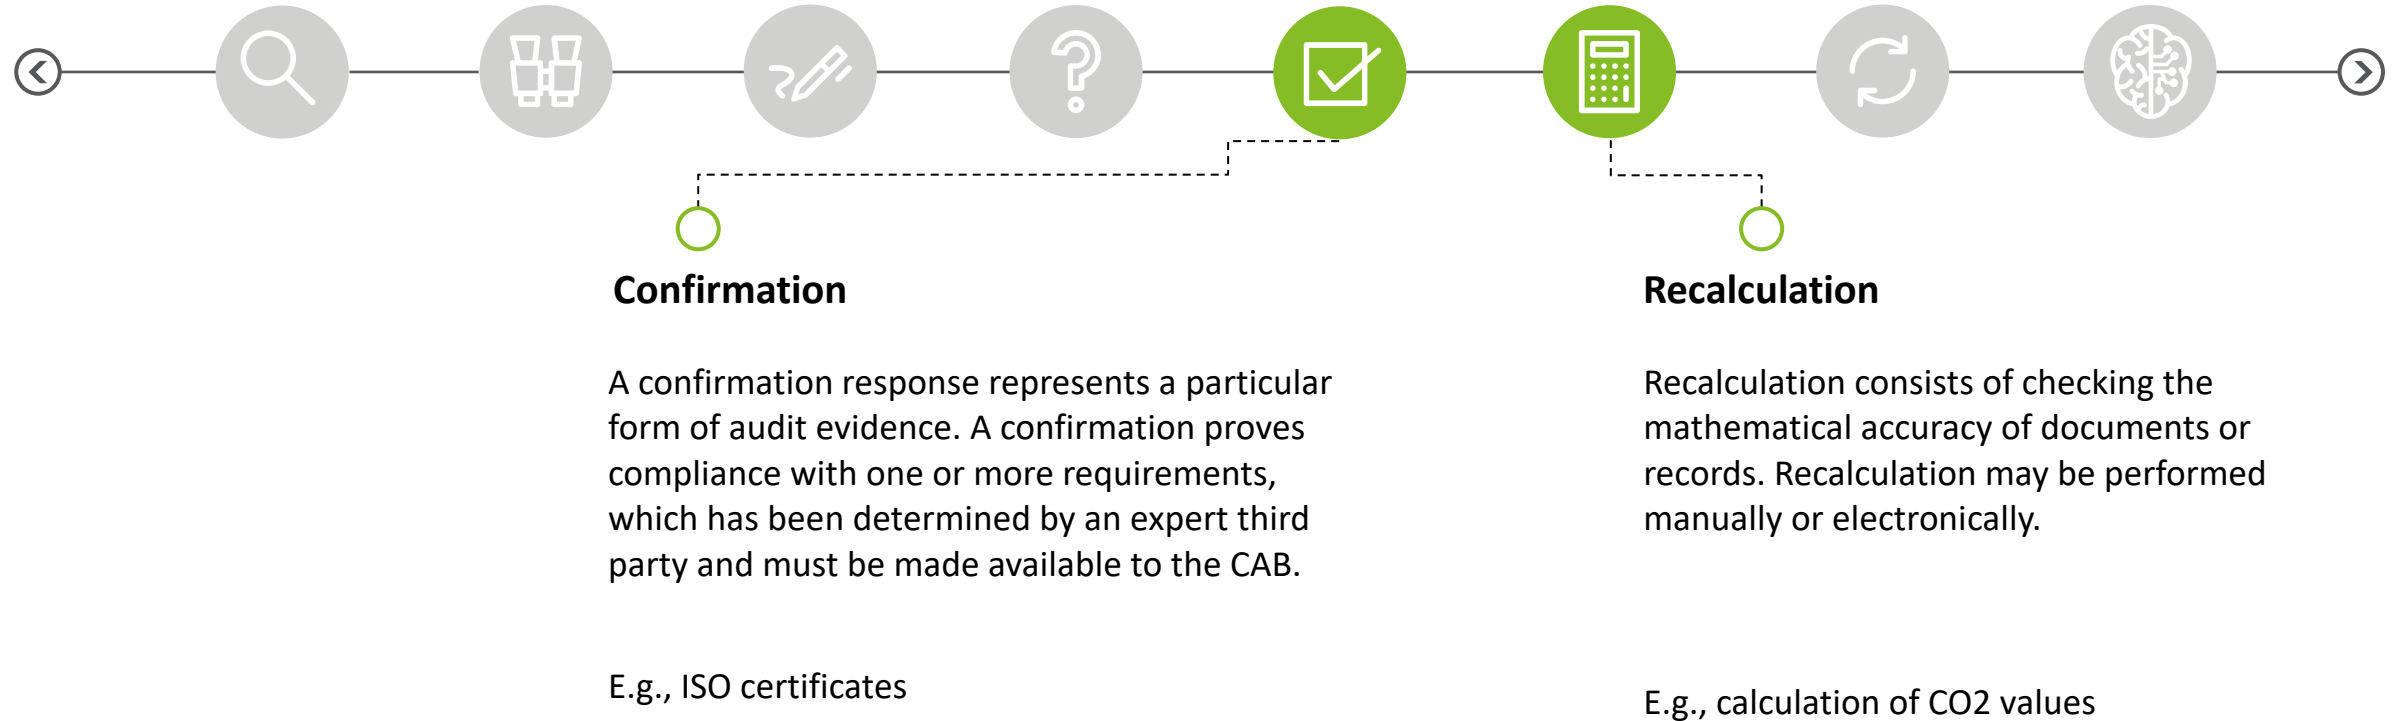 Confirmation
A confirmation response represents a particular
form of audit evidence. A confirmation proves
compliance with one or more requirements,
which has been determined by an expert third
party and must be made available to the CAB.
E.g., ISO certificates
Recalculation
Recalculation consists of checking the
mathematical accuracy of documents or
records. Recalculation may be performed
manually or electronically.
E.g., calculation of CO2 values